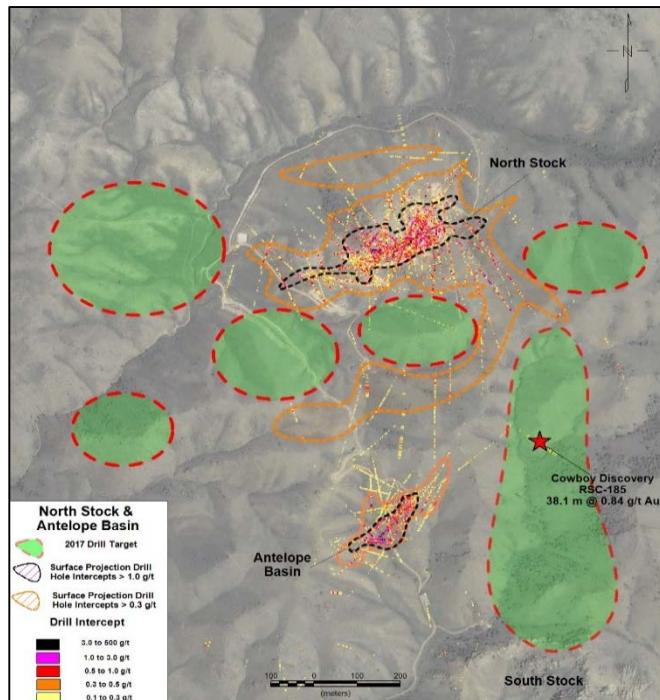 N
North Stock
Cowboy Discovery
RSC-185
38.1 m @ 0.84 g/t Au
Antelope
Basin
South Stock
North Stock &
Antelope Basin
2017 Drill Target
Surface Projection Drill
Hole Intercepts > 1.0 g/t
Surface Projection Drill
Hole Intercepts > 0.3 g/t
Drill Intercept
3.0 to 500 g/t
1.0 to 3.0 g/t
0.5 to 1.0 g/t
0.3 to 0.5 g/t
0.1 to 0.3 g/t
100 0 100 200
(meters)